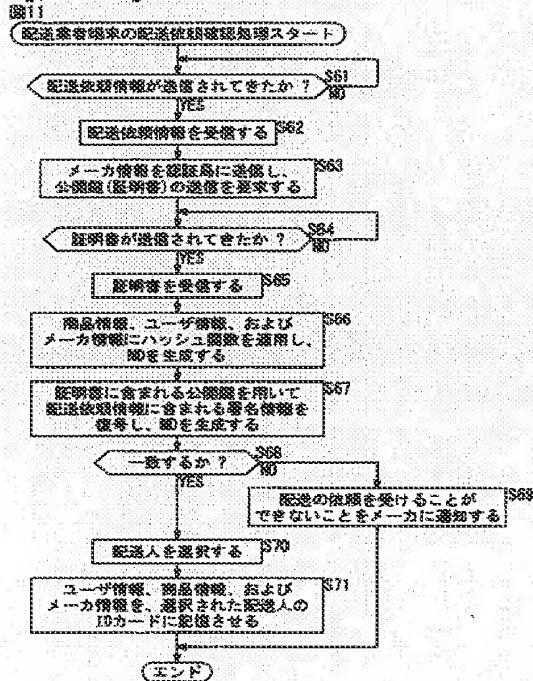 図11
配送業者端末の配送依頼確認処理スタート
配送依頼情報が送信されてきたか?
S61
NO
YES
配送依頼情報を受信する
S62
メーカ情報を認証局に送信し、
公開鍵(証明書)の送信を要求する
S63
証明書が送信されてきたか?
S64
NO
YES
証明書を受信する
S65
商品情報、ユーザ情報、および
メーカ情報にハッシュ関数を適用し、
MDを生成する
S66
証明書に含まれる公開鍵を用いて
配送依頼情報に含まれる署名情報を
復号し、MDを生成する
S67
一致するか?
S68
NO
YES
配送の依頼を受けることが
できないことをメーカに通知する
S69
配送人を選択する
S70
ユーザ情報、商品情報、および
メーカ情報を、選択された配送人の
IDカードに記憶させる
S71
エンド